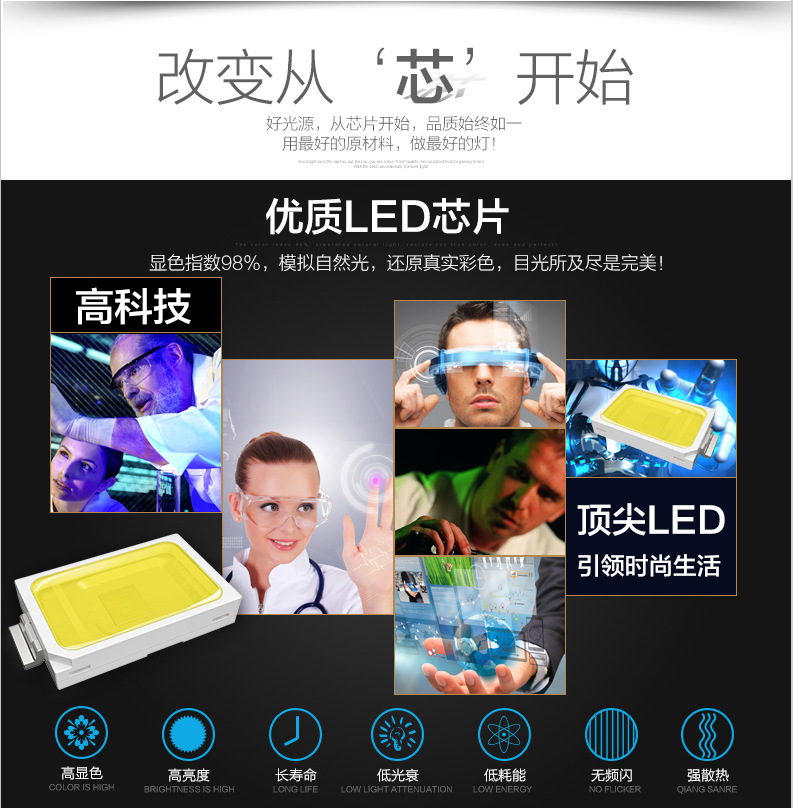 改变从‘芯’开始
好光源，从芯片开始，品质始终如一
用最好的原材料，做最好的灯！
优质LED芯片
显色指数98%，模拟自然光，还原真实彩色，目光所及尽是完美！
高科技
顶尖LED
引领时尚生活
高显色
COLOR IS HIGH
高亮度
BRIGHTNESS IS HIGH
长寿命
LONG LIFE
低光衰
LOW LIGHT ATTENUATION
低耗能
LOW ENERGY
无频闪
NO FLICKER
强散热
QIANG SANRE